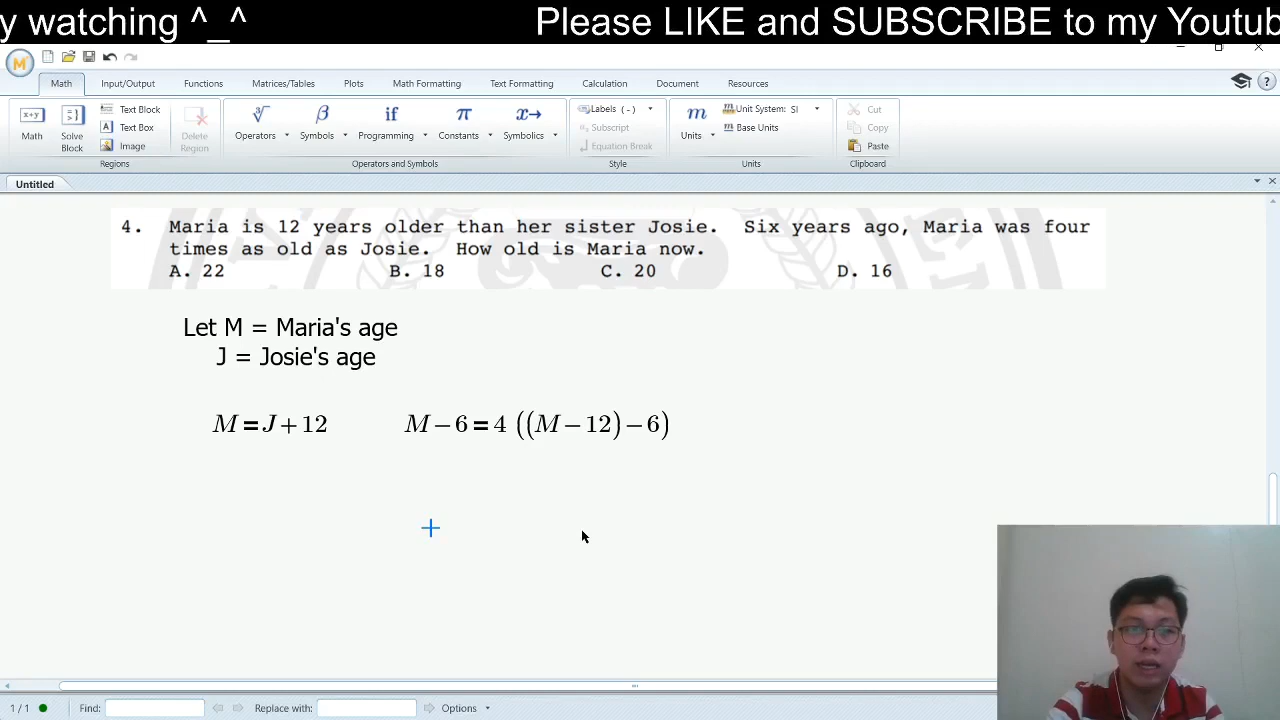 y watching ^_^ Please LIKE and SUBSCRIBE to my Youtub
Math Input/Output Functions Matrices/Tables Plots Math Formatting Text Formatting Calculation Document Resources
Math
Solve Block
Text Block
Text Box
Image
Delete Region
Regions
Operators
Symbols
if
Programming
π
Constants
Symbolics
Operators and Symbols
Labels ( - )
Subscript
Equation Break
Style
m
Units
Unit System: SI
Base Units
Units
Cut
Copy
Paste
Clipboard
Untitled
4. Maria is 12 years older than her sister Josie. Six years ago, Maria was four
times as old as Josie. How old is Maria now.
A. 22 B. 18 C. 20 D. 16
Let M = Maria's age
J = Josie's age
M=J+12 M−6=4 ((M−12)−6)
1 / 1 Find: Replace with: Options